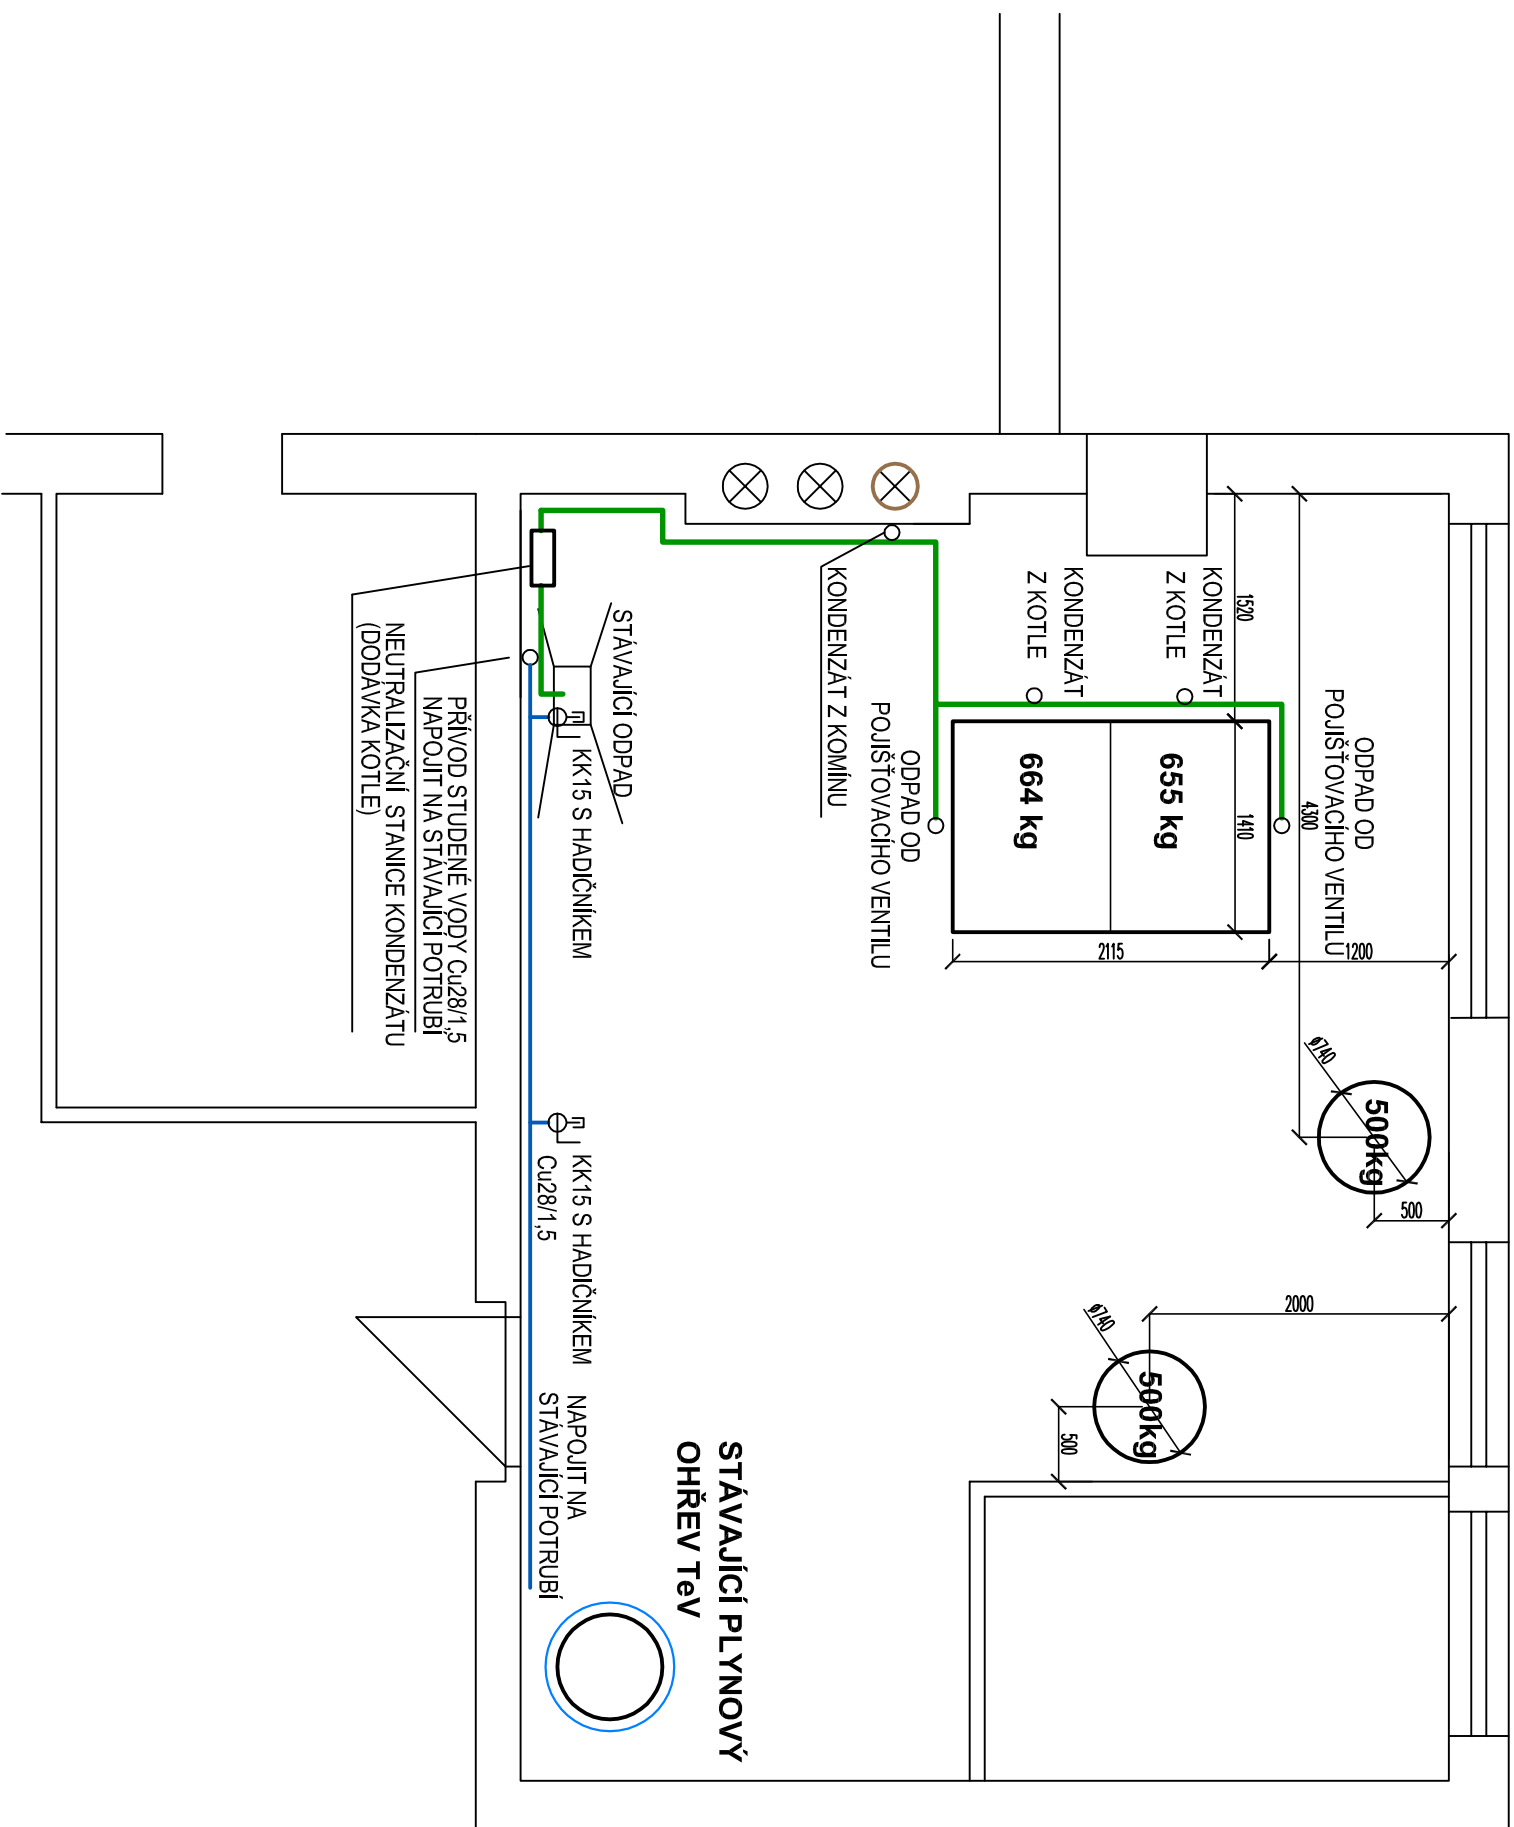 ODPAD OD
POJIŠŤOVACÍHO VENTILU
1200
4300
1520
1410
2115
KONDENZÁT
Z KOTLE
KONDENZÁT
Z KOTLE
655 kg
664 kg
ODPAD OD
POJIŠŤOVACÍHO VENTILU
KONDENZÁT Z KOMÍNU
ø740
500kg
500
2000
ø740
500kg
500
STÁVAJÍCÍ PLYNOVÝ
OHŘEV TeV
STÁVAJÍCÍ ODPAD
KK15 S HADIČNÍKEM
KK15 S HADIČNÍKEM
Cu28/1,5
NAPOJIT NA
STÁVAJÍCÍ POTRUBÍ
PŘÍVOD STUDENÉ VODY Cu28/1,5
NAPOJIT NA STÁVAJÍCÍ POTRUBÍ
NEUTRALIZAČNÍ STANICE KONDENZÁTU
(DODÁVKA KOTLE)